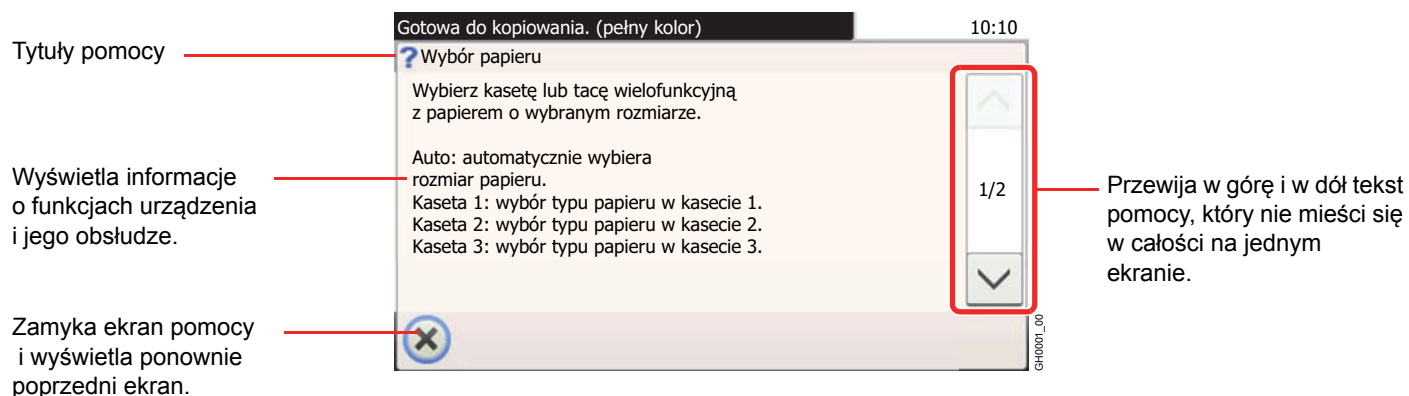 Tytuły pomocy
Wyświetla informacje
o funkcjach urządzenia
i jego obsłudze.
Zamyka ekran pomocy
i wyświetla ponownie
poprzedni ekran.
Gotowa do kopiowania. (pełny kolor)
10:10
?
Wybór papieru
Wybierz kasetę lub tacę wielofunkcyjną
z papierem o wybranym rozmiarze.
Auto: automatycznie wybiera
rozmiar papieru.
Kaseta 1: wybór typu papieru w kasecie 1.
Kaseta 2: wybór typu papieru w kasecie 2.
Kaseta 3: wybór typu papieru w kasecie 3.
1/2
GH0001_00
Przewija w górę i w dół tekst
pomocy, który nie mieści się
w całości na jednym
ekranie.